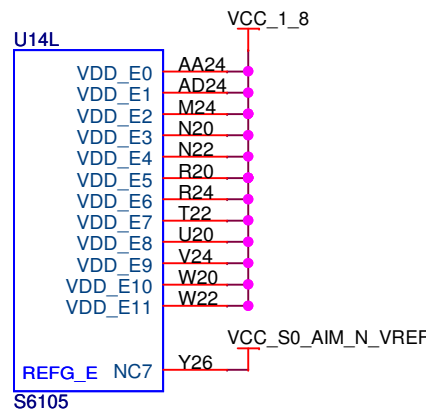 VCC_1_8
U14L
VDD_E0 AA24
VDD_E1 AD24
VDD_E2 M24
VDD_E3 N20
VDD_E4 N22
VDD_E5 R20
VDD_E6 R24
VDD_E7 T22
VDD_E8 U20
VDD_E9 V24
VDD_E10 W20
VDD_E11 W22
VCC_S0_AIM_N_VREF
REFG_E NC7 Y26
S6105